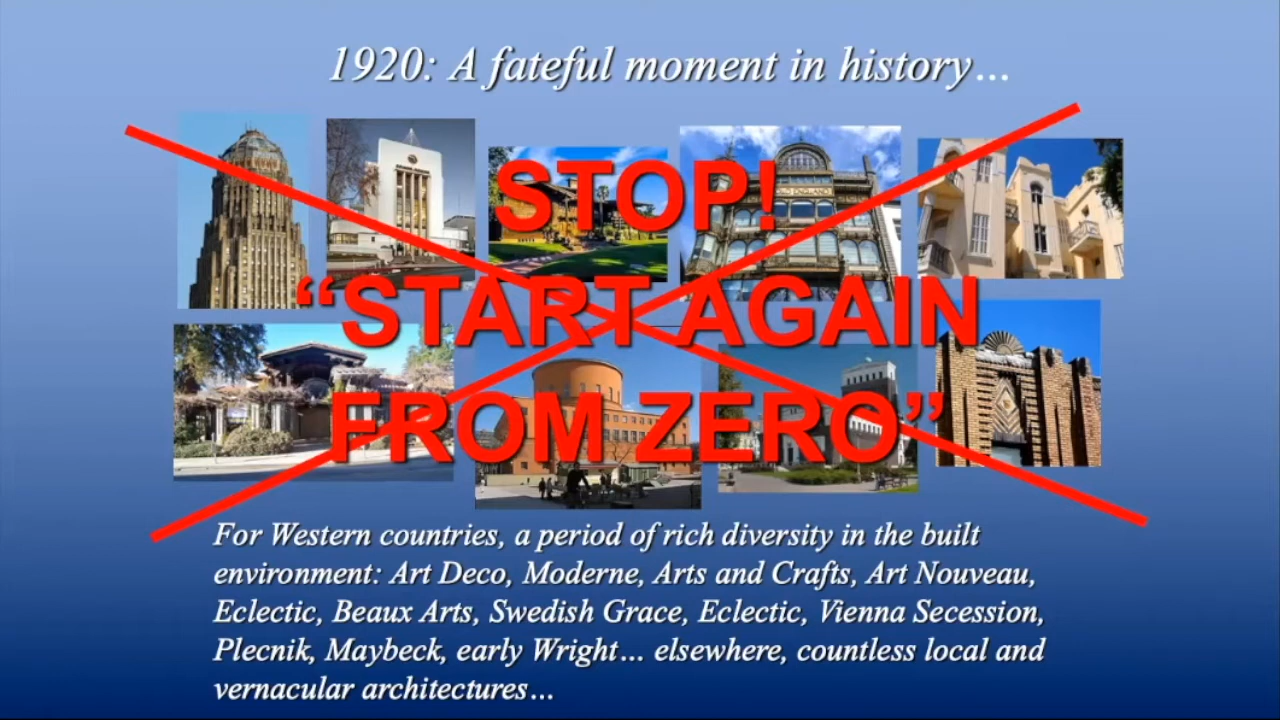 1920: A fateful moment in history…
STOP!
“START AGAIN
FROM ZERO”
For Western countries, a period of rich diversity in the built
environment: Art Deco, Moderne, Arts and Crafts, Art Nouveau,
Eclectic, Beaux Arts, Swedish Grace, Eclectic, Vienna Secession,
Plecnik, Maybeck, early Wright… elsewhere, countless local and
vernacular architectures…